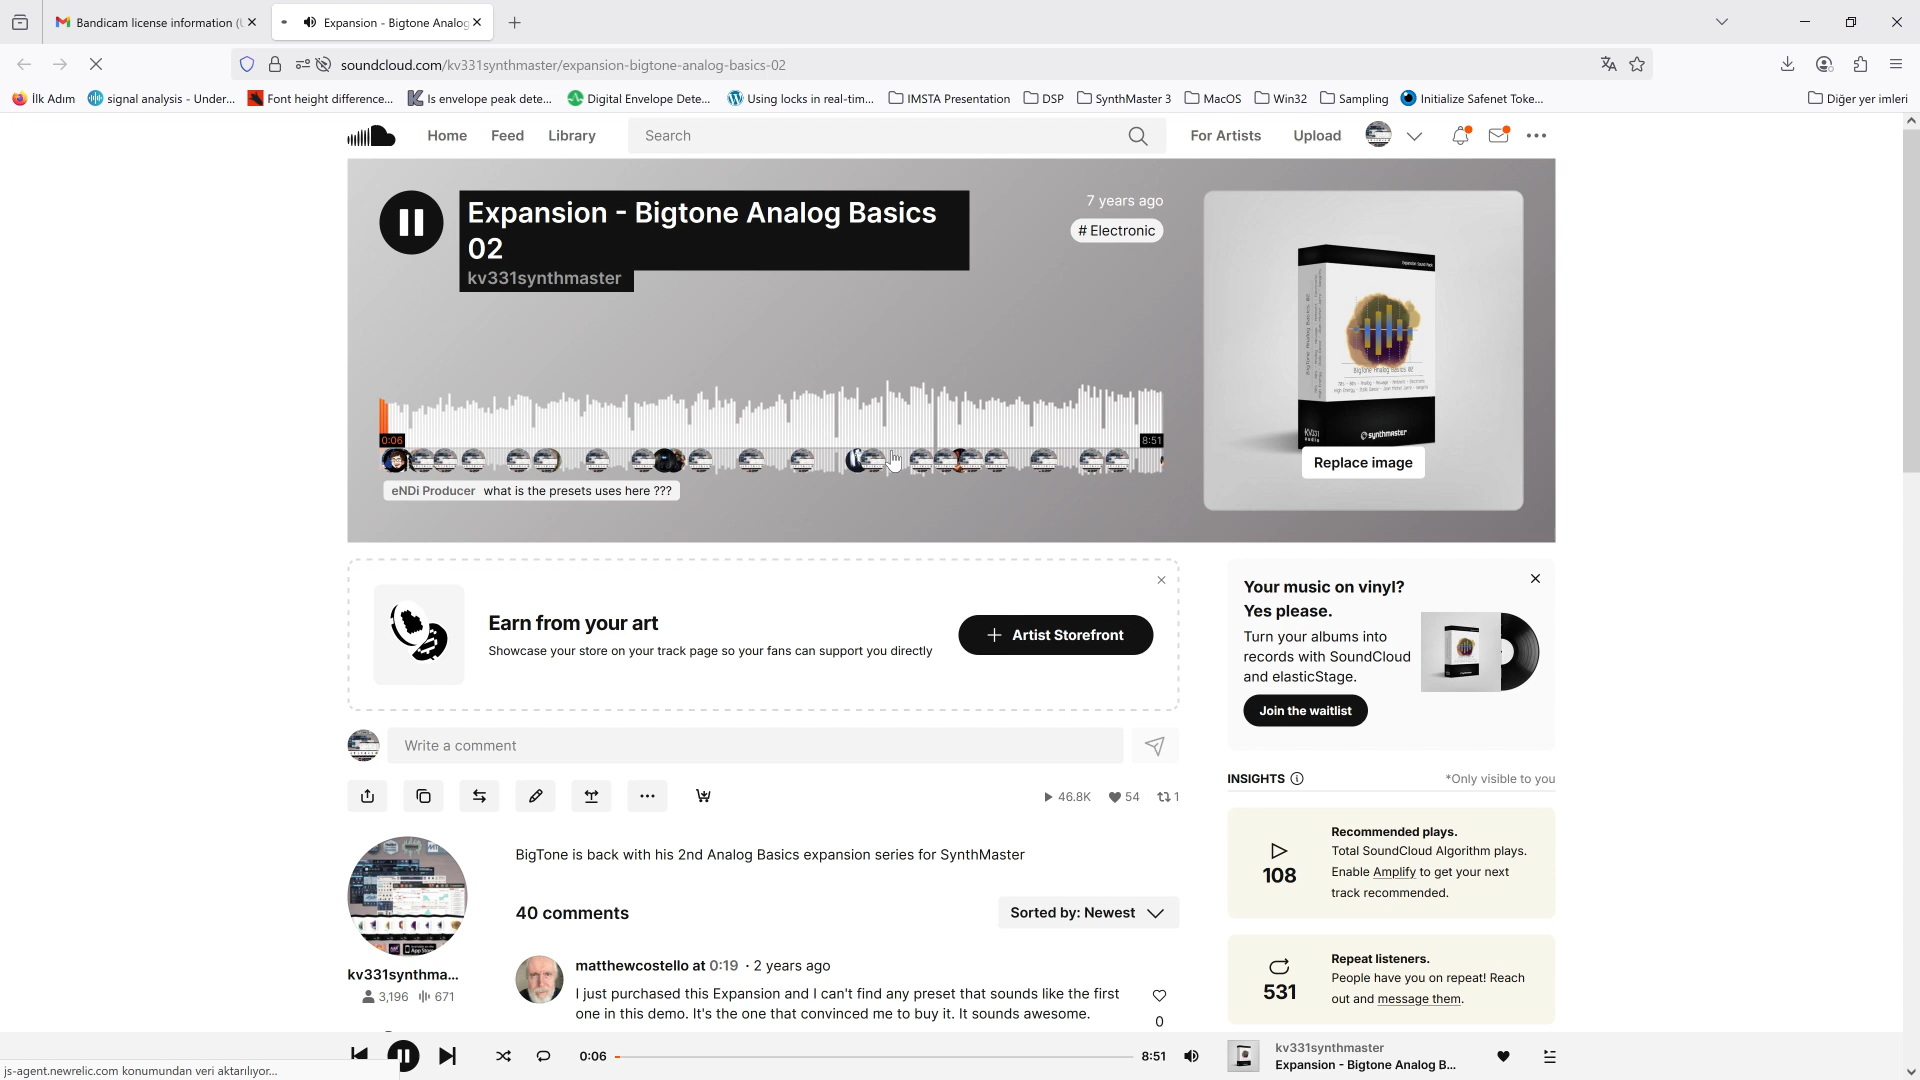 Bandicam license information (
Expansion - Bigtone Analog
soundcloud.com/kv331synthmaster/expansion-bigtone-analog-basics-02
İlk Adım
signal analysis - Under...
Font height difference...
Is envelope peak dete...
Digital Envelope Dete...
Using locks in real-tim...
IMSTA Presentation
DSP
SynthMaster 3
MacOS
Win32
Sampling
Initialize Safenet Toke...
Diğer yer imleri
Home
Feed
Library
Search
For Artists
Upload
Expansion - Bigtone Analog Basics
02
kv331synthmaster
7 years ago
# Electronic
0:06
8:51
eNDi Producer what is the presets uses here ???
Expansion Sound Pack
Bigtone Analog Basics 02
KV331
audio
synthmaster
Replace image
Earn from your art
Showcase your store on your track page so your fans can support you directly
Artist Storefront
Your music on vinyl?
Yes please.
Turn your albums into
records with SoundCloud
and elasticStage.
Join the waitlist
Write a comment
46.8K
54
1
INSIGHTS
*Only visible to you
Recommended plays.
Total SoundCloud Algorithm plays.
Enable Amplify to get your next
track recommended.
108
BigTone is back with his 2nd Analog Basics expansion series for SynthMaster
40 comments
Sorted by: Newest
Repeat listeners.
People have you on repeat! Reach
out and message them.
531
kv331synthma...
3,196
671
matthewcostello at 0:19 · 2 years ago
I just purchased this Expansion and I can't find any preset that sounds like the first
one in this demo. It's the one that convinced me to buy it. It sounds awesome.
0
0:06
8:51
kv331synthmaster
Expansion - Bigtone Analog B...
js-agent.newrelic.com konumundan veri aktarılıyor...